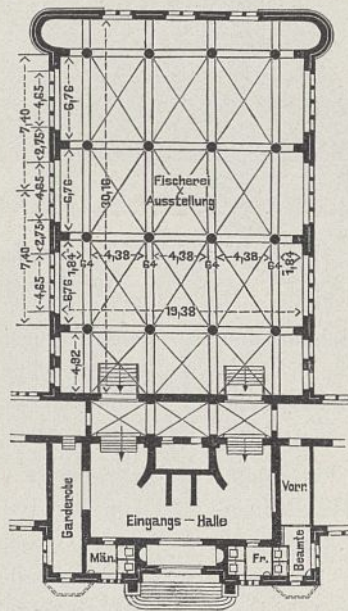 7,40
4,65
2,75
4,65
2,75
4,65
7,40
6,76
6,76
6,76
30,16
Fischerei
Ausstellung
1,84
64
4,38
64
4,38
64
4,38
64
1,84
19,38
4,92
Garderobe
Eingangs-Halle
Vorr.
Män.
Fr.
Beamte